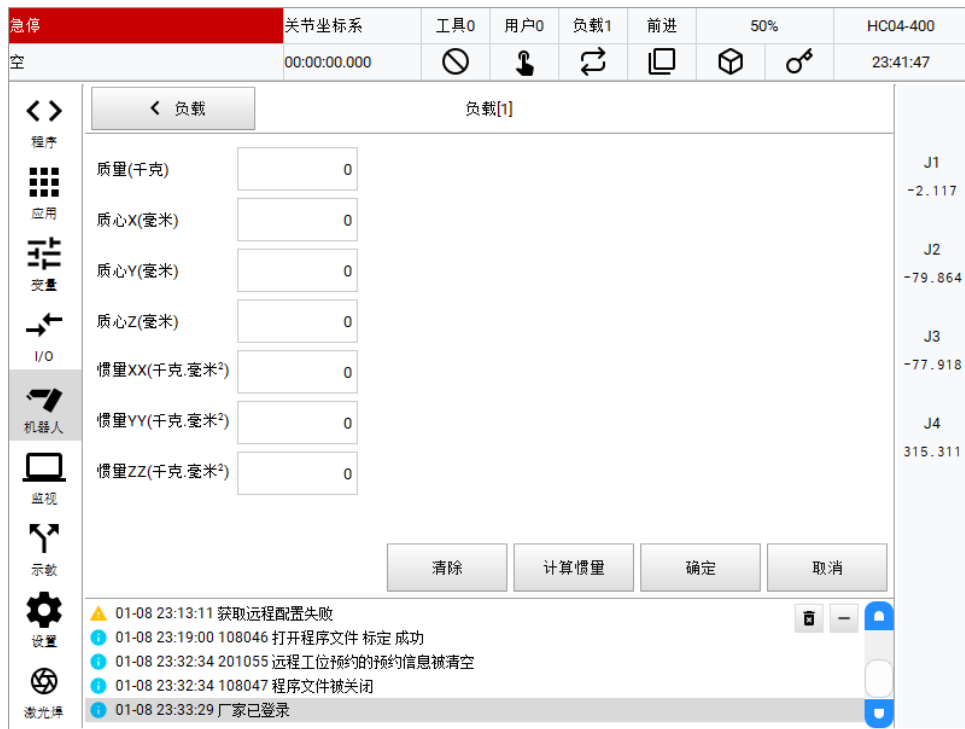 急停 关节坐标系 工具0 用户0 负载1 前进 50% HC04-400
空 00:00:00.000 23:41:47
负载 负载[1]
程序
应用
变量
I/O
机器人
监视
示教
设置
激光焊
质量(千克) 0
质心X(毫米) 0
质心Y(毫米) 0
质心Z(毫米) 0
惯量XX(千克.毫米²) 0
惯量YY(千克.毫米²) 0
惯量ZZ(千克.毫米²) 0
清除 计算惯量 确定 取消
J1
-2.117
J2
-79.864
J3
-77.918
J4
315.311
01-08 23:13:11 获取远程配置失败
01-08 23:19:00 108046 打开程序文件 标定 成功
01-08 23:32:34 201055 远程工位预约的预约信息被清空
01-08 23:32:34 108047 程序文件被关闭
01-08 23:33:29 厂家已登录